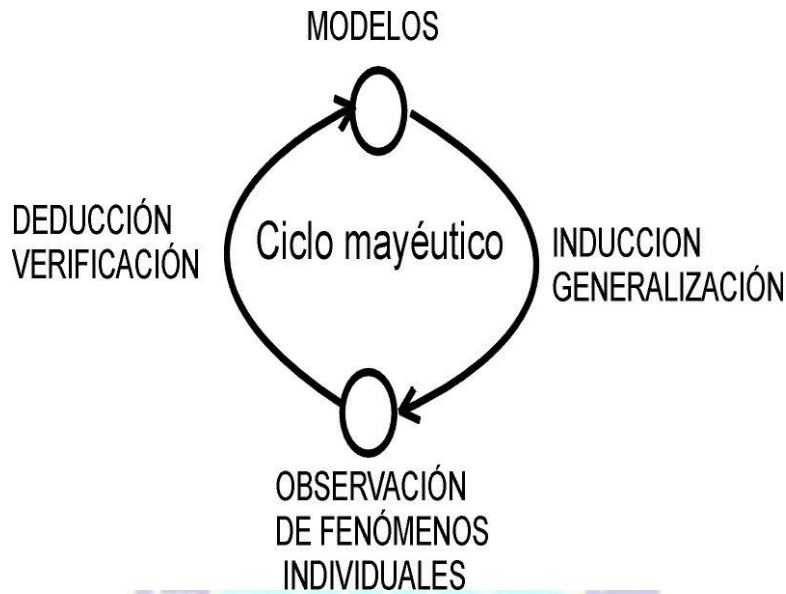 MODELOS
DEDUCCIÓN
VERIFICACIÓN
Ciclo mayéutico
INDUCCION
GENERALIZACIÓN
OBSERVACIÓN
DE FENÓMENOS
INDIVIDUALES